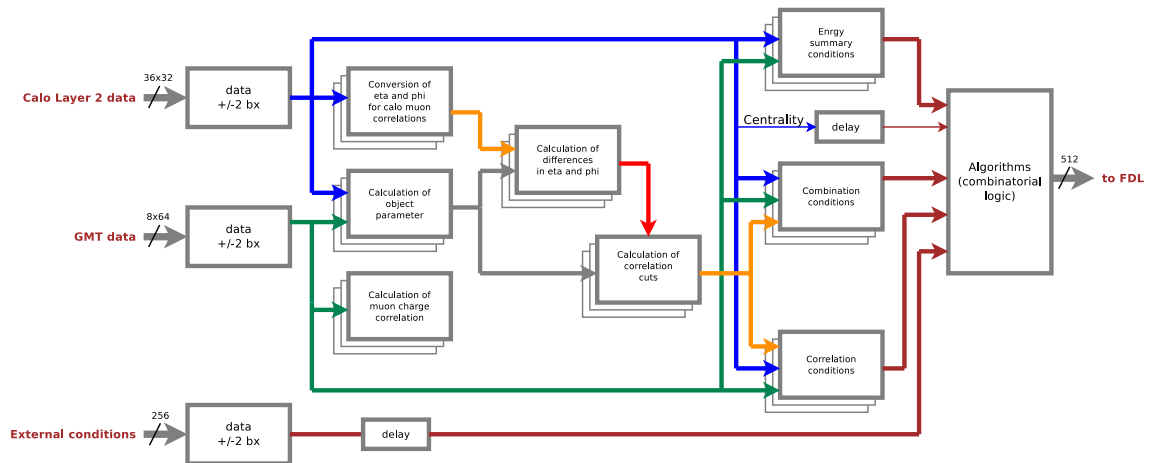 36x32
Calo Layer 2 data
data
+/-2 bx
Conversion of
eta and phi
for calo muon
correlations
Calculation of
differences
in eta and phi
Enrgy
summary
conditions
Centrality
delay
Calculation of
object
parameter
Combination
conditions
Algorithms
(combinatorial
logic)
512
to FDL
8x64
GMT data
data
+/-2 bx
Calculation of
correlation
cuts
Calculation of
muon charge
correlation
Correlation
conditions
256
External conditions
data
+/-2 bx
delay